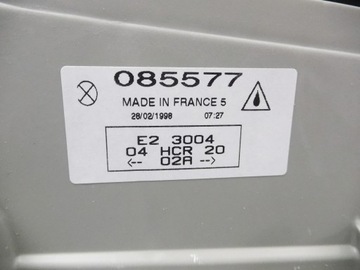 085577
MADE IN FRANCE 5
28/02/1998 07:27
E2 3004
04 HCR 20
<-- 02A -->